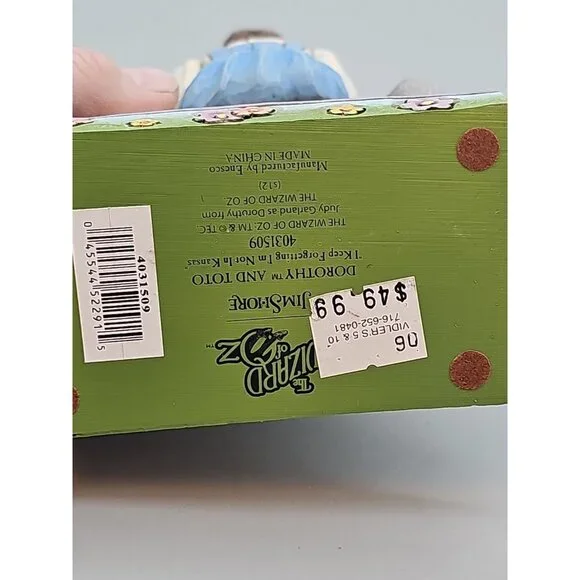 The
WIZARD
of
OZ™
JIM SHORE
DOROTHY™ AND TOTO
"I Keep Forgetting I'm Not In Kansas"
4031509
THE WIZARD OF OZ: TM & © TEC
Judy Garland as Dorothy from
THE WIZARD OF OZ
(s12)
Manufactured by Enesco
MADE IN CHINA
06
VIDLER'S 5 & 10
716-652-0481
$49.99
4031509
0 45544 52291 5